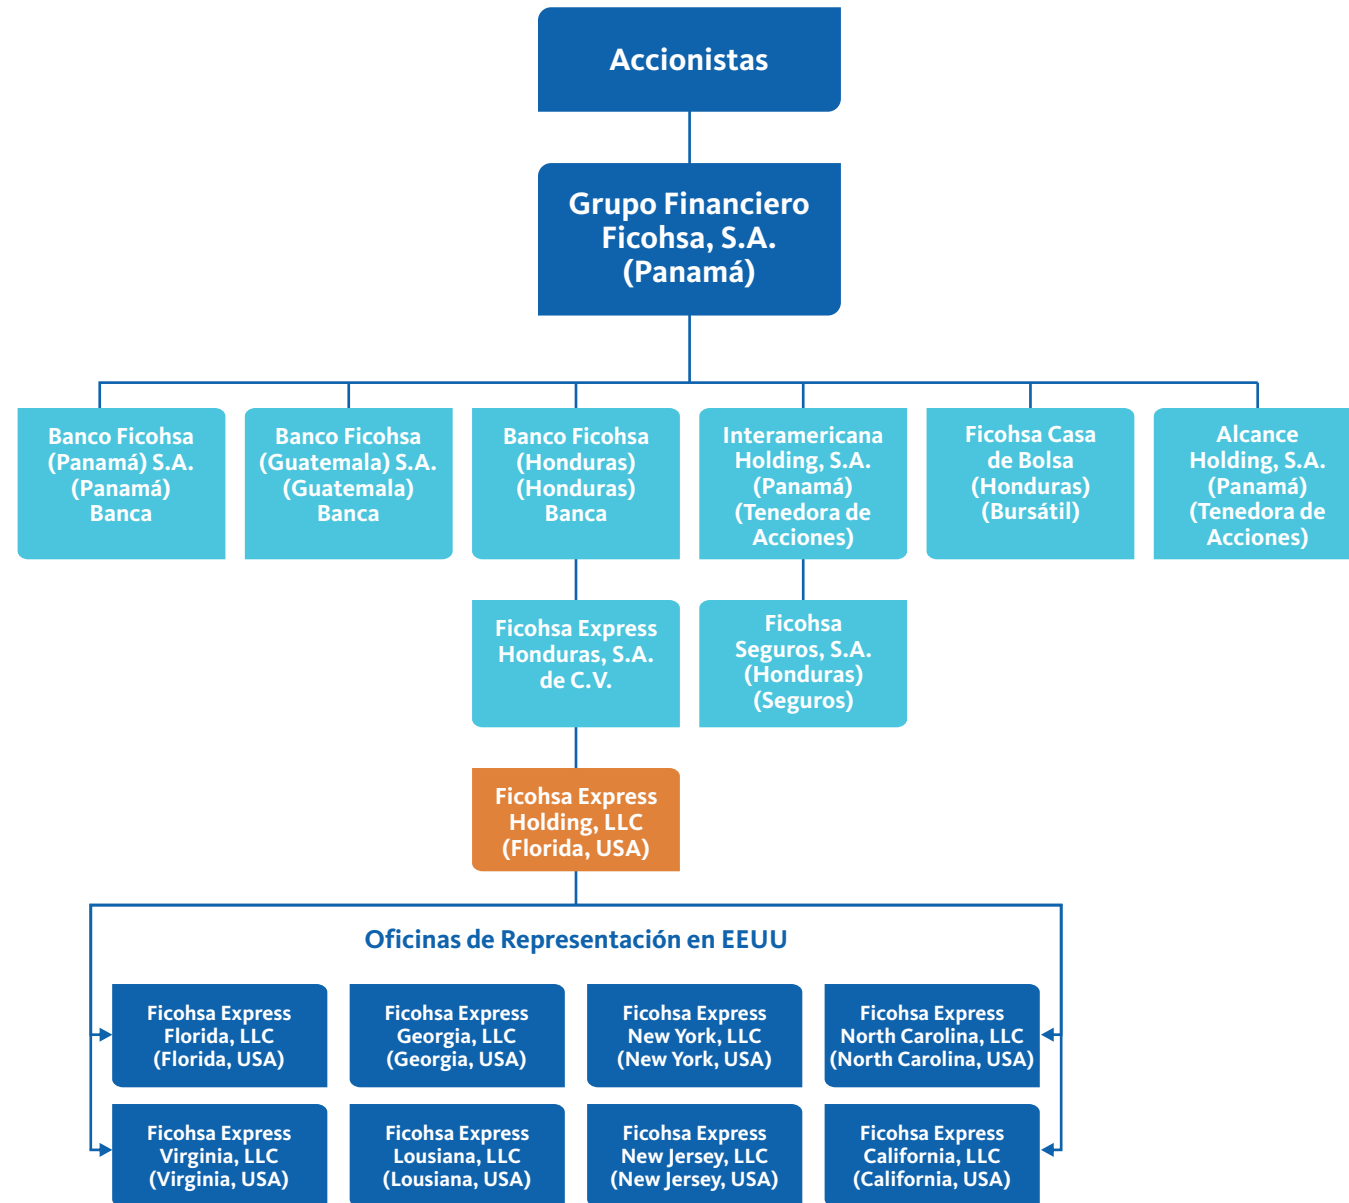 Accionistas
Grupo Financiero
Ficohsa, S.A.
(Panamá)
Banco Ficohsa
(Panamá) S.A.
(Panamá)
Banca
Banco Ficohsa
(Guatemala) S.A.
(Guatemala)
Banca
Banco Ficohsa
(Honduras)
(Honduras)
Banca
Interamericana
Holding, S.A.
(Panamá)
(Tenedora de
Acciones)
Ficohsa Casa
de Bolsa
(Honduras)
(Bursátil)
Alcance
Holding, S.A.
(Panamá)
(Tenedora de
Acciones)
Ficohsa Express
Honduras, S.A.
de C.V.
Ficohsa
Seguros, S.A.
(Honduras)
(Seguros)
Ficohsa Express
Holding, LLC
(Florida, USA)
Oficinas de Representación en EEUU
Ficohsa Express
Florida, LLC
(Florida, USA)
Ficohsa Express
Georgia, LLC
(Georgia, USA)
Ficohsa Express
New York, LLC
(New York, USA)
Ficohsa Express
North Carolina, LLC
(North Carolina, USA)
Ficohsa Express
Virginia, LLC
(Virginia, USA)
Ficohsa Express
Lousiana, LLC
(Lousiana, USA)
Ficohsa Express
New Jersey, LLC
(New Jersey, USA)
Ficohsa Express
California, LLC
(California, USA)